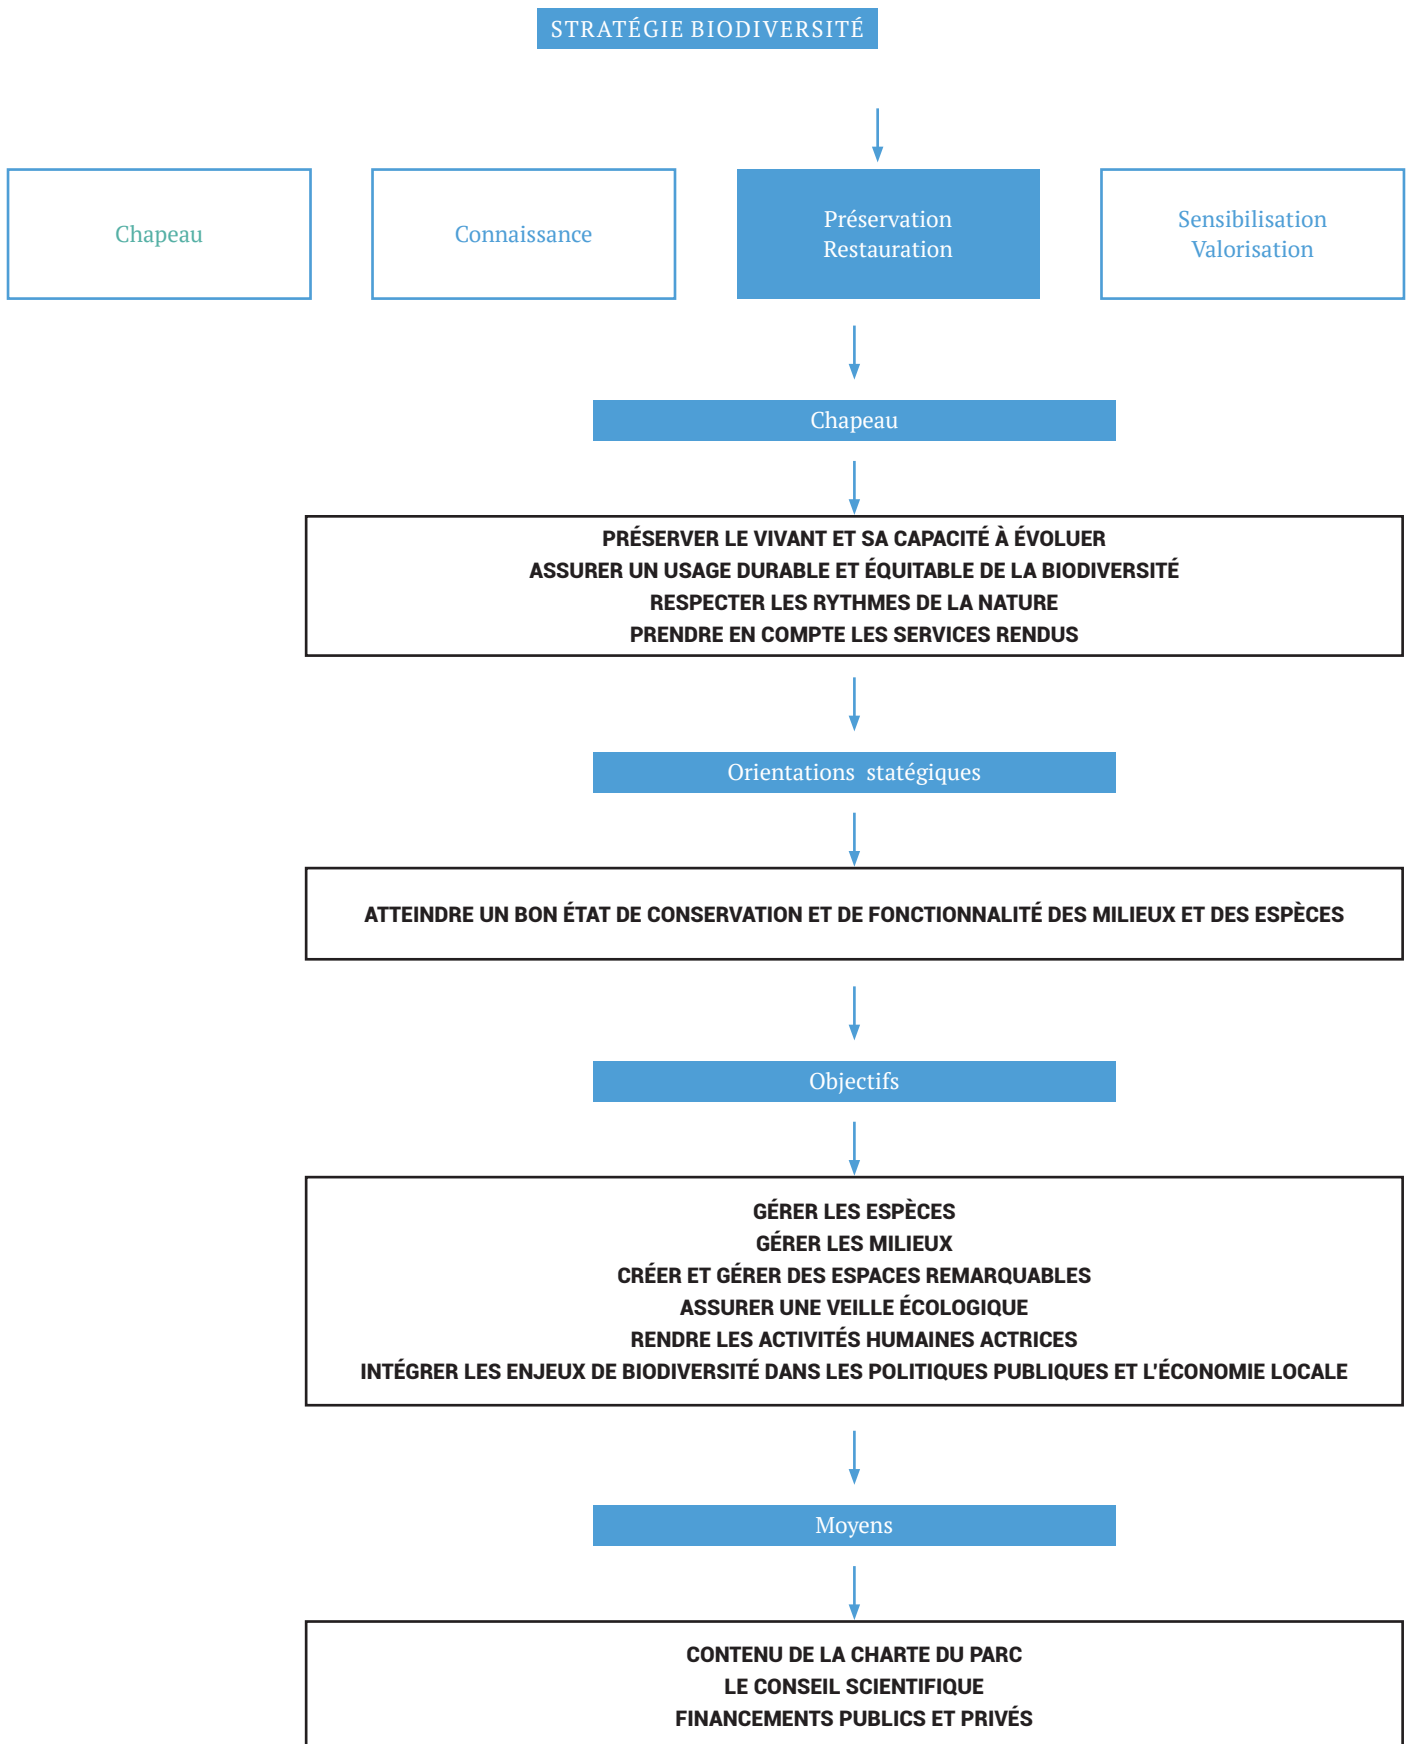 STRATÉGIE BIODIVERSITÉ
Chapeau
Connaissance
Préservation
Restauration
Sensibilisation
Valorisation
Chapeau
PRÉSERVER LE VIVANT ET SA CAPACITÉ À ÉVOLUER
ASSURER UN USAGE DURABLE ET ÉQUITABLE DE LA BIODIVERSITÉ
RESPECTER LES RYTHMES DE LA NATURE
PRENDRE EN COMPTE LES SERVICES RENDUS
Orientations statégiques
ATTEINDRE UN BON ÉTAT DE CONSERVATION ET DE FONCTIONNALITÉ DES MILIEUX ET DES ESPÈCES
Objectifs
GÉRER LES ESPÈCES
GÉRER LES MILIEUX
CRÉER ET GÉRER DES ESPACES REMARQUABLES
ASSURER UNE VEILLE ÉCOLOGIQUE
RENDRE LES ACTIVITÉS HUMAINES ACTRICES
INTÉGRER LES ENJEUX DE BIODIVERSITÉ DANS LES POLITIQUES PUBLIQUES ET L’ÉCONOMIE LOCALE
Moyens
CONTENU DE LA CHARTE DU PARC
LE CONSEIL SCIENTIFIQUE
FINANCEMENTS PUBLICS ET PRIVÉS